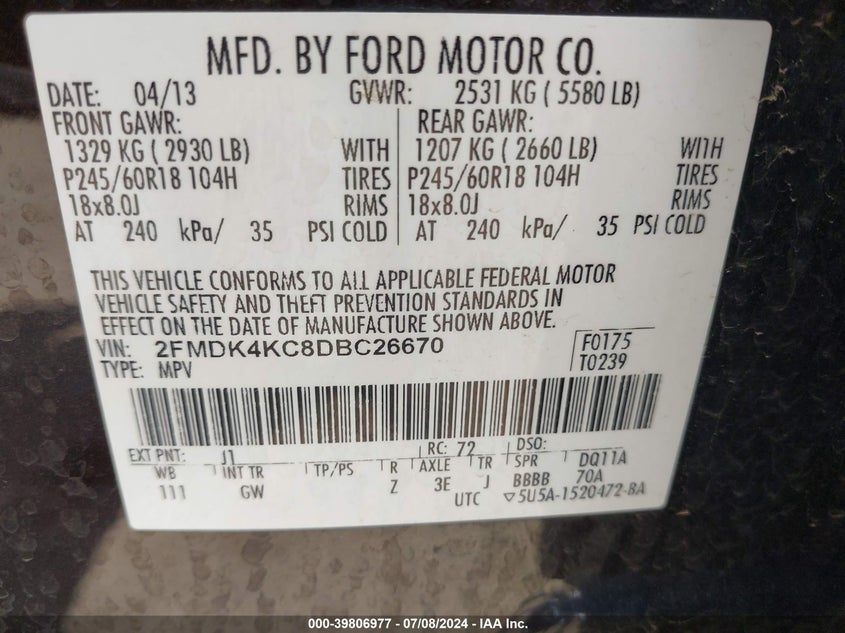 MFD. BY FORD MOTOR CO.
DATE: 04/13 GVWR: 2531 KG ( 5580 LB)
FRONT GAWR: REAR GAWR:
1329 KG ( 2930 LB) WITH 1207 KG ( 2660 LB) WITH
P245/60R18 104H TIRES P245/60R18 104H TIRES
18x8.0J RIMS 18x8.0J RIMS
AT 240 kPa/ 35 PSI COLD AT 240 kPa/ 35 PSI COLD
THIS VEHICLE CONFORMS TO ALL APPLICABLE FEDERAL MOTOR
VEHICLE SAFETY AND THEFT PREVENTION STANDARDS IN
EFFECT ON THE DATE OF MANUFACTURE SHOWN ABOVE.
VIN: 2FMDK4KC8DBC26670 F0175
TYPE: MPV T0239
EXT PNT: J1 RC: 72 DSO:
WB INT TR TP/PS R AXLE TR SPR DQ11A
111 GW Z 3E J BBBB 70A
UTC ▽5U5A-1520472-BA
000-39806977 / 07/08/2024 - IAA Inc.